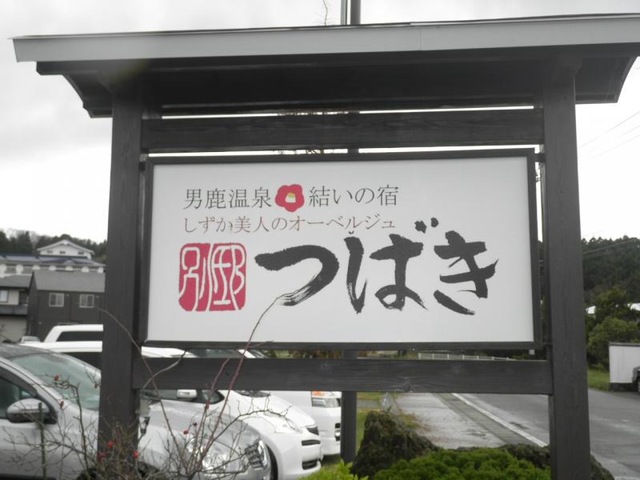 男鹿温泉 結いの宿
しずか美人のオーベルジュ
別邸 つばき